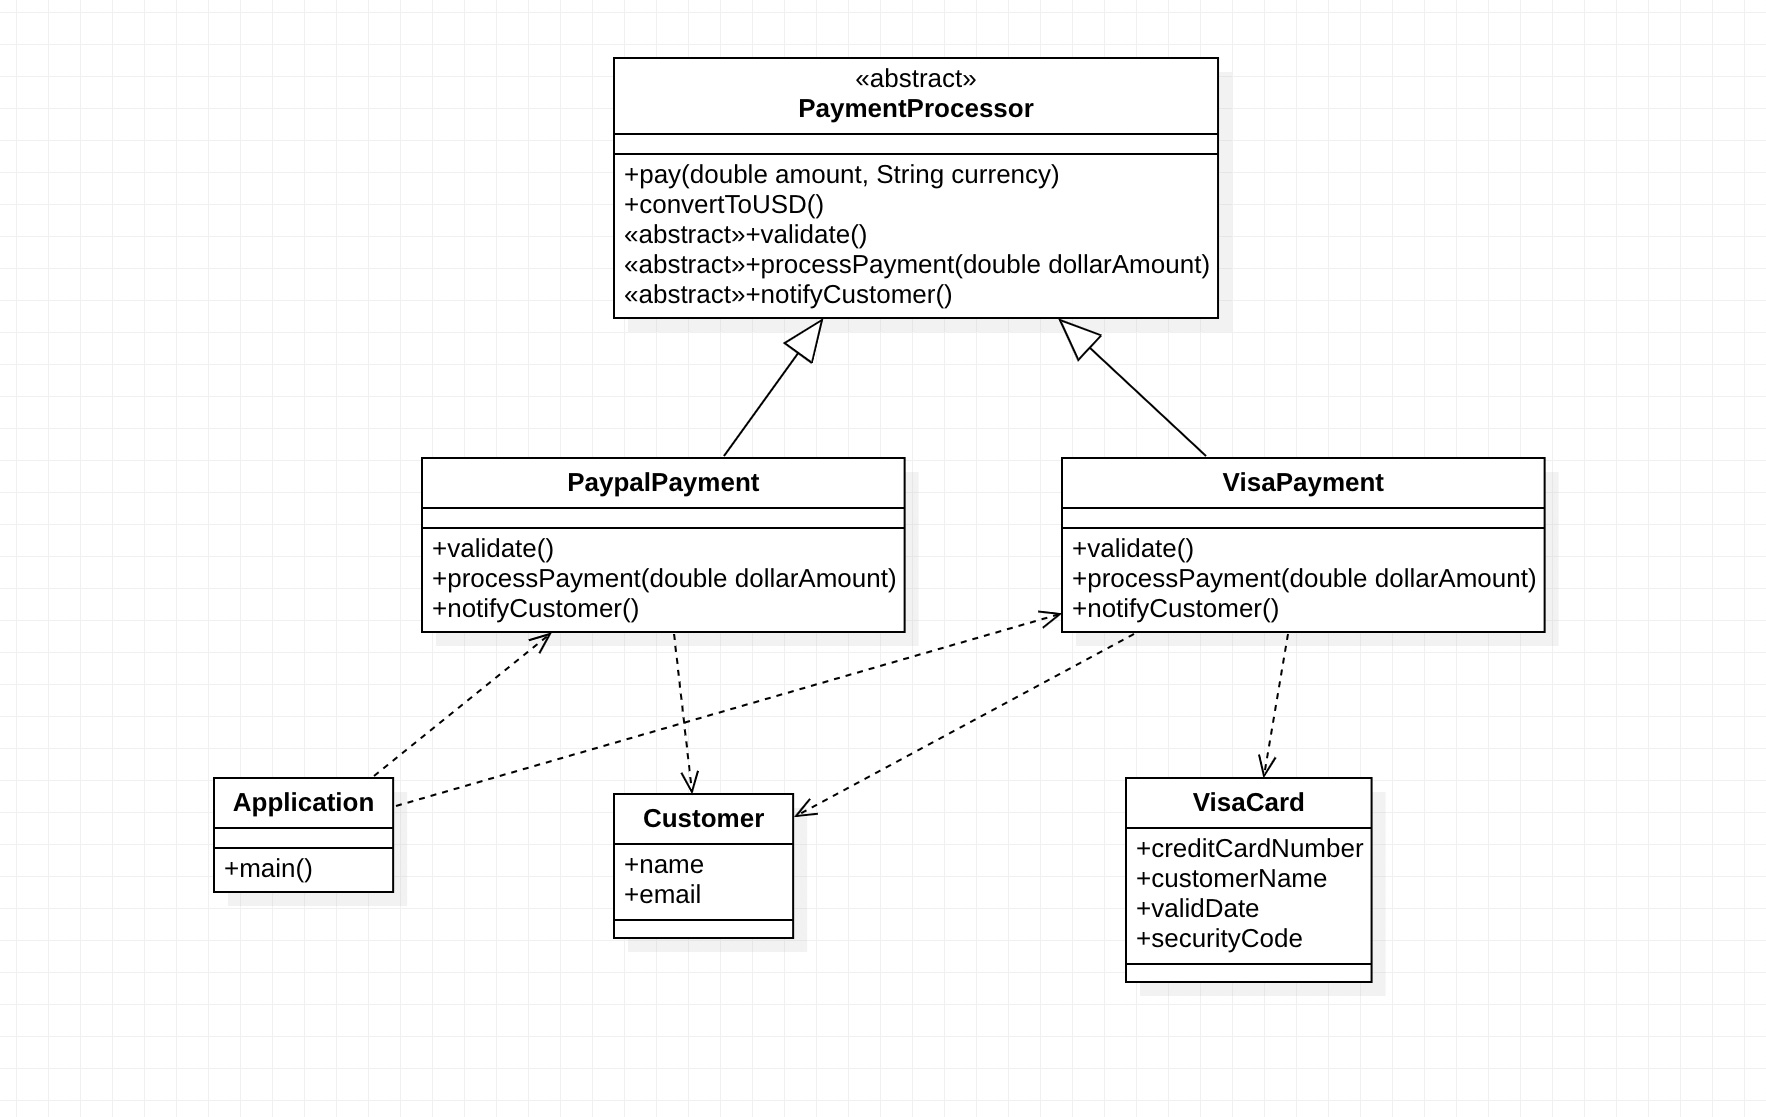 «abstract»
PaymentProcessor
+pay(double amount, String currency)
+convertToUSD()
«abstract»+validate()
«abstract»+processPayment(double dollarAmount)
«abstract»+notifyCustomer()
PaypalPayment
+validate()
+processPayment(double dollarAmount)
+notifyCustomer()
VisaPayment
+validate()
+processPayment(double dollarAmount)
+notifyCustomer()
Application
+main()
Customer
+name
+email
VisaCard
+creditCardNumber
+customerName
+validDate
+securityCode